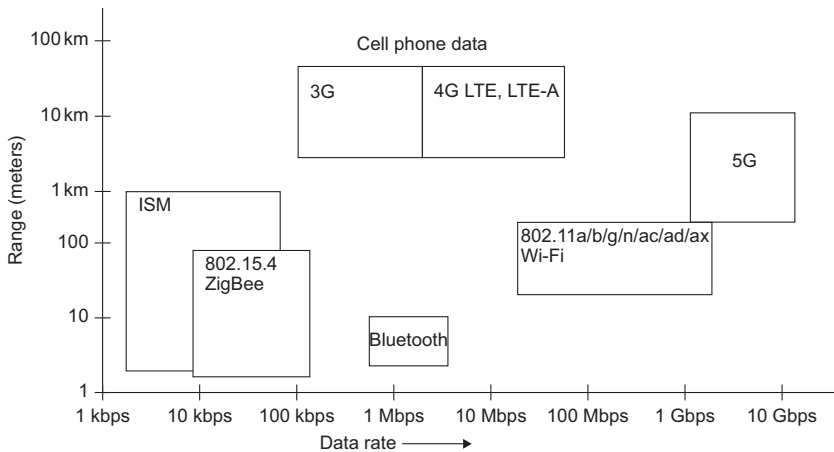 100 km
Cell phone data
3G
4G LTE, LTE-A
10 km
5G
Range (meters)
1 km
ISM
802.11a/b/g/n/ac/ad/ax
Wi-Fi
100
802.15.4
ZigBee
10
Bluetooth
1
1 kbps
10 kbps
100 kbps
1 Mbps
10 Mbps
100 Mbps
1 Gbps
10 Gbps
Data rate